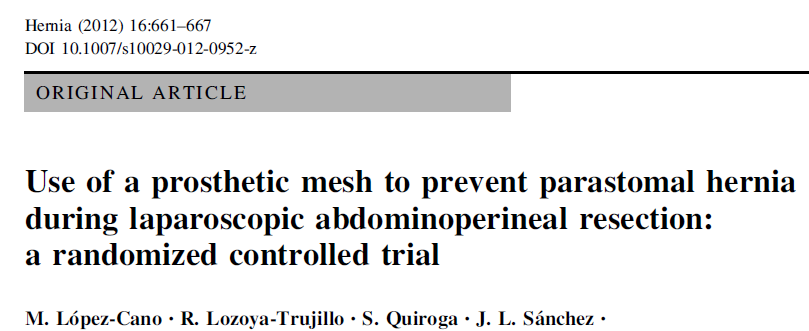 Hernia (2012) 16:661–667
DOI 10.1007/s10029-012-0952-z
ORIGINAL ARTICLE
Use of a prosthetic mesh to prevent parastomal hernia
during laparoscopic abdominoperineal resection:
a randomized controlled trial
M. López-Cano · R. Lozoya-Trujillo · S. Quiroga · J. L. Sánchez ·